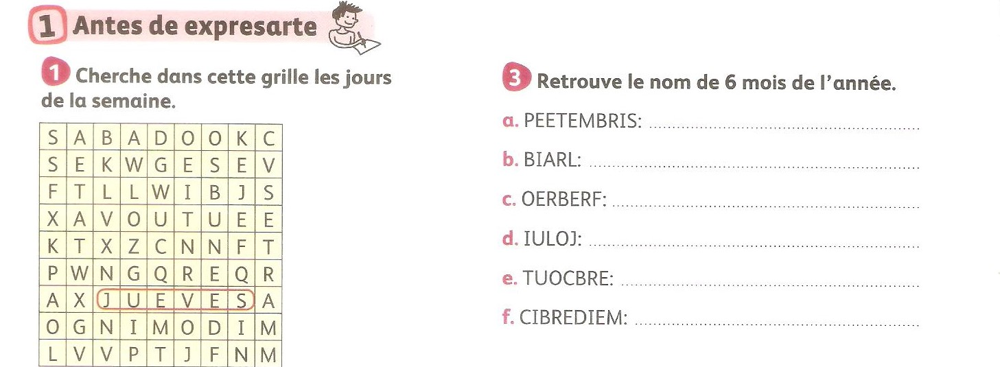 1 Antes de expresarte
1 Cherche dans cette grille les jours
de la semaine.
S A B A D O O K C
S E K W G E S E V
F T L L W I B J S
X A V O U T U E E
K T X Z C N N F T
P W N G Q R E Q R
A X J U E V E S A
O G N I M O D I M
L V V P T J F N M
3 Retrouve le nom de 6 mois de l'année.
a. PEETEMBRIS:
b. BIARL:
c. OERBERF:
d. IULOJ:
e. TUOCBRE:
f. CIBREDIEM: